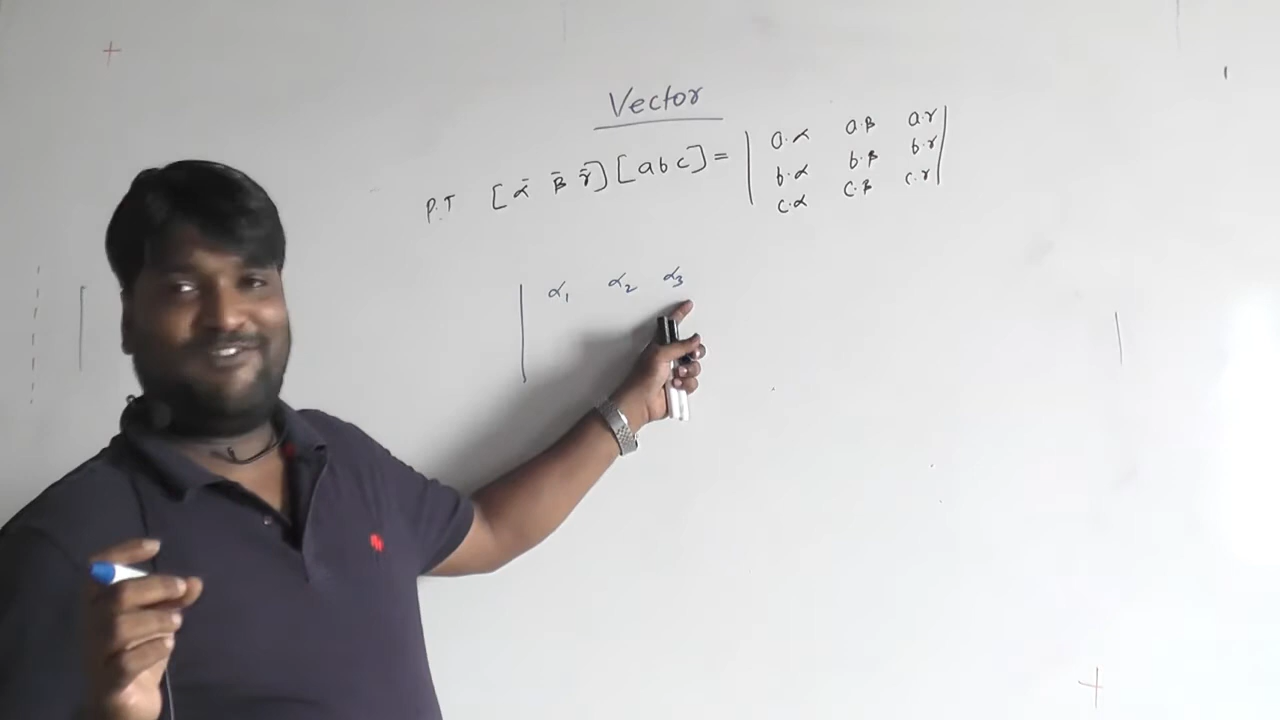 Vector
P.T [ᾱ β̄ γ̄] [a b c] = | a.α a.β a.γ |
| b.α b.β b.γ |
| c.α c.β c.γ |
| α₁ α₂ α₃